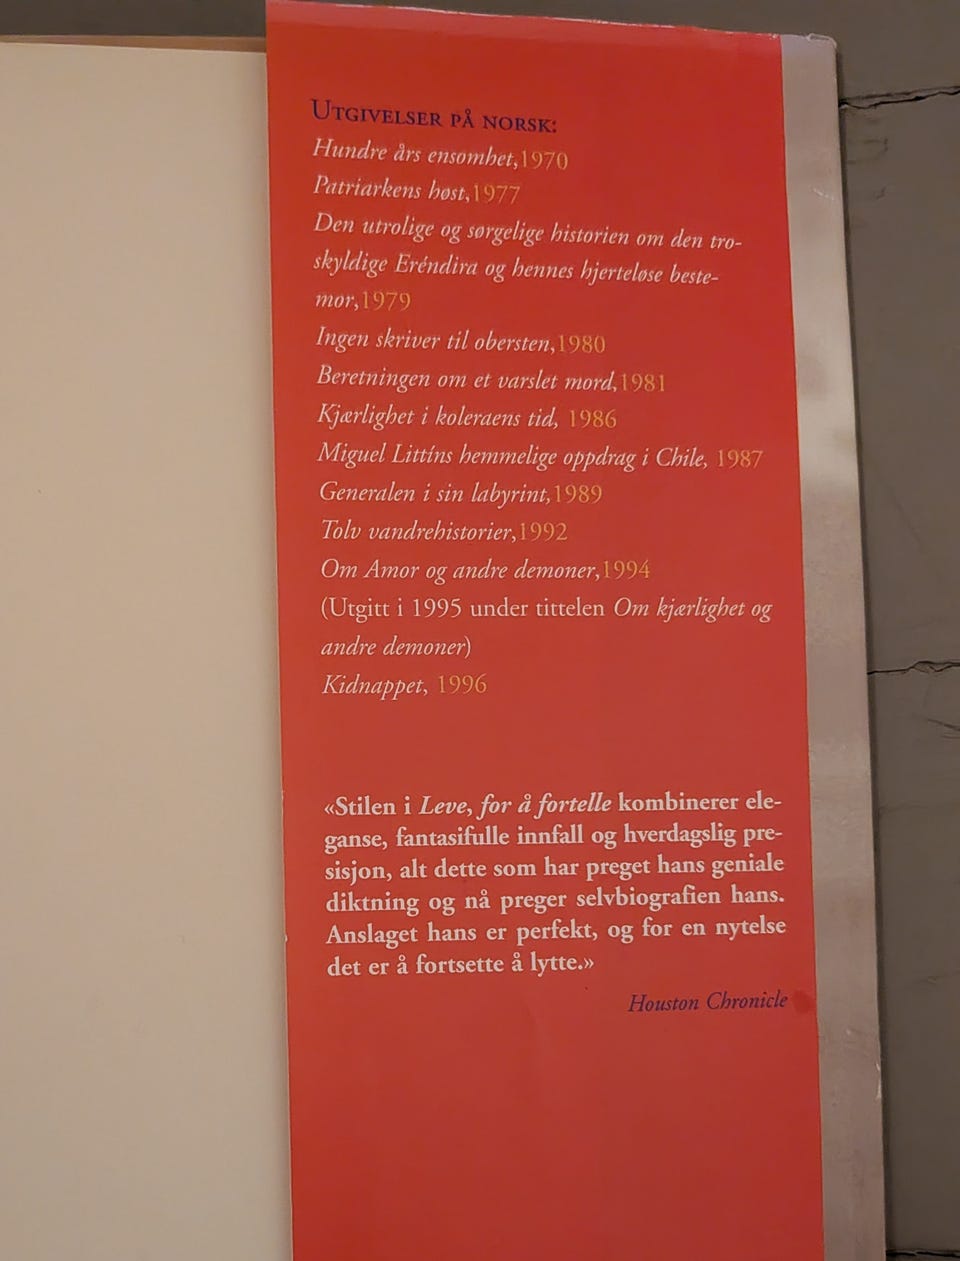 UTGIVELSER PÅ NORSK:
Hundre års ensomhet,1970
Patriarkens høst,1977
Den utrolige og sørgelige historien om den tro-
skyldige Eréndira og hennes hjerteløse beste-
mor,1979
Ingen skriver til obersten,1980
Beretningen om et varslet mord,1981
Kjærlighet i koleraens tid, 1986
Miguel Littíns hemmelige oppdrag i Chile, 1987
Generalen i sin labyrint,1989
Tolv vandrehistorier,1992
Om Amor og andre demoner,1994
(Utgitt i 1995 under tittelen Om kjærlighet og
andre demoner)
Kidnappet, 1996
«Stilen i Leve, for å fortelle kombinerer ele-
ganse, fantasifulle innfall og hverdagslig pre-
sisjon, alt dette som har preget hans geniale
diktning og nå preger selvbiografien hans.
Anslaget hans er perfekt, og for en nytelse
det er å fortsette å lytte.»
Houston Chronicle